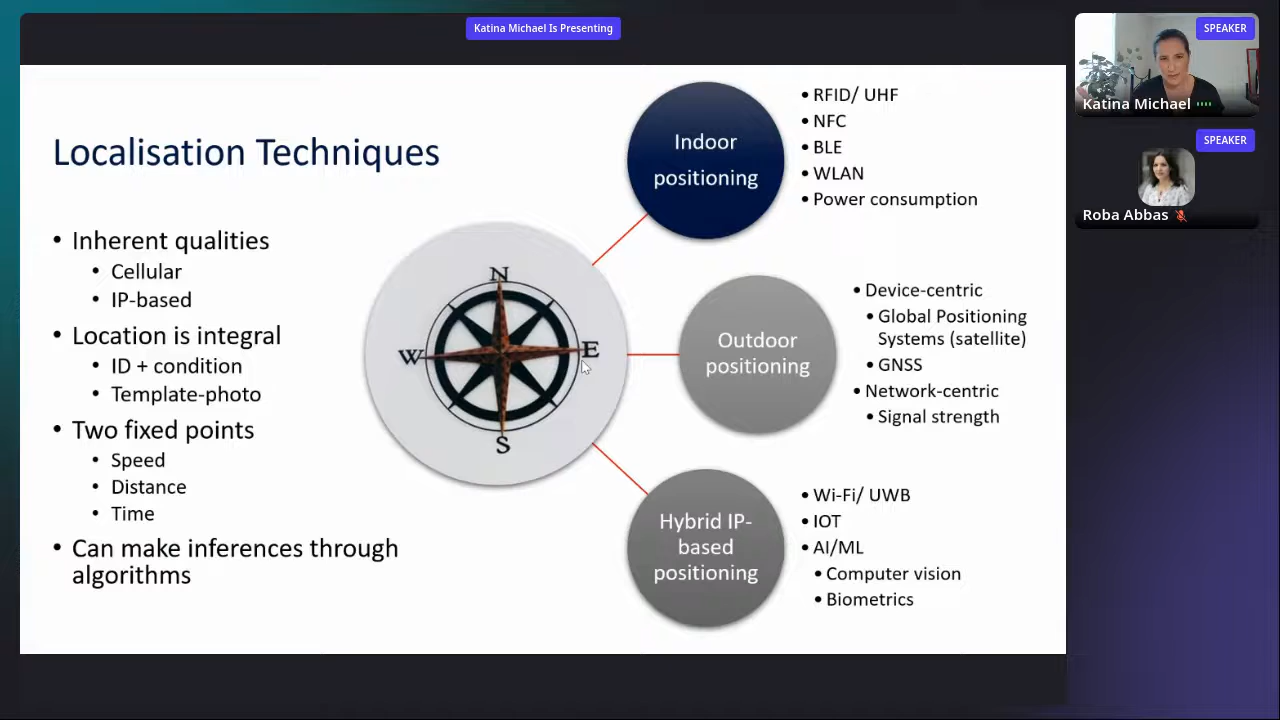 Katina Michael Is Presenting
Localisation Techniques
• Inherent qualities
• Cellular
• IP-based
• Location is integral
• ID + condition
• Template-photo
• Two fixed points
• Speed
• Distance
• Time
• Can make inferences through
algorithms
N
W
E
S
Indoor
positioning
• RFID/ UHF
• NFC
• BLE
• WLAN
• Power consumption
Outdoor
positioning
• Device-centric
• Global Positioning
Systems (satellite)
• GNSS
• Network-centric
• Signal strength
Hybrid IP-
based
positioning
• Wi-Fi/ UWB
• IOT
• AI/ML
• Computer vision
• Biometrics
SPEAKER
Katina Michael
SPEAKER
Roba Abbas